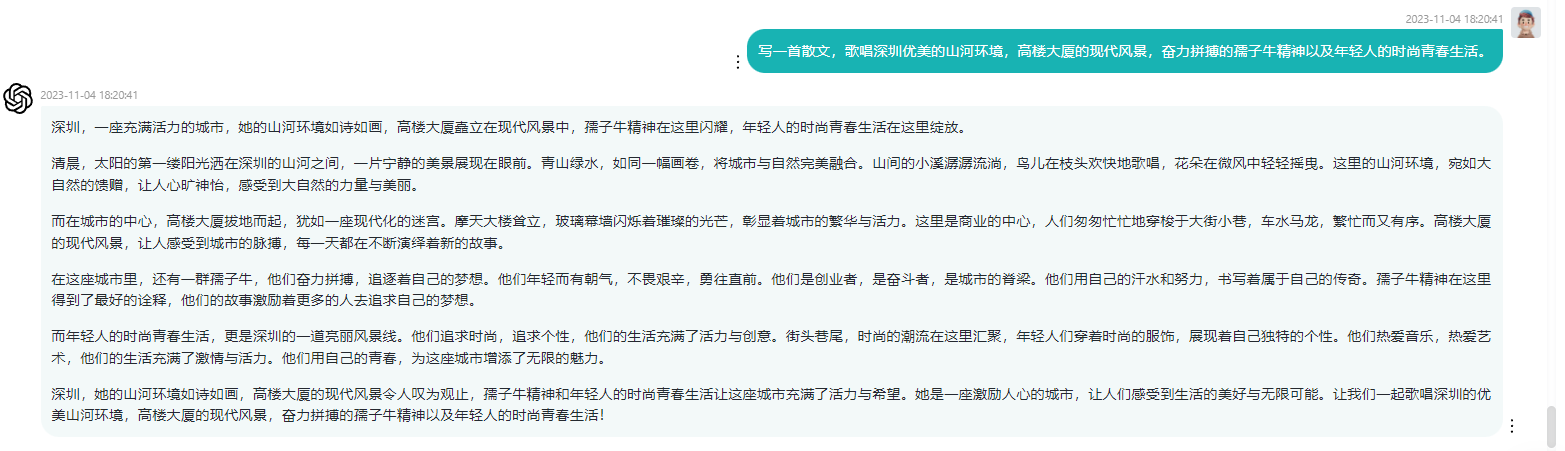 2023-11-04 18:20:41
写一首散文，歌唱深圳优美的山河环境，高楼大厦的现代风景，奋力拼搏的孺子牛精神以及年轻人的时尚青春生活。
2023-11-04 18:20:41
深圳，一座充满活力的城市，她的山河环境如诗如画，高楼大厦矗立在现代风景中，孺子牛精神在这里闪耀，年轻人的时尚青春生活在这里绽放。
清晨，太阳的第一缕阳光洒在深圳的山河之间，一片宁静的美景展现在眼前。青山绿水，如同一幅画卷，将城市与自然完美融合。山间的小溪潺潺流淌，鸟儿在枝头欢快地歌唱，花朵在微风中轻轻摇曳。这里的山河环境，宛如大
自然的馈赠，让人心旷神怡，感受到大自然的力量与美丽。
而在城市的中心，高楼大厦拔地而起，犹如一座现代化的迷宫。摩天大楼耸立，玻璃幕墙闪烁着璀璨的光芒，彰显着城市的繁华与活力。这里是商业的中心，人们匆匆忙忙地穿梭于大街小巷，车水马龙，繁忙而又有序。高楼大厦
的现代风景，让人感受到城市的脉搏，每一天都在不断演绎着新的故事。
在这座城市里，还有一群孺子牛，他们奋力拼搏，追逐着自己的梦想。他们年轻而有朝气，不畏艰辛，勇往直前。他们是创业者，是奋斗者，是城市的脊梁。他们用自己的汗水和努力，书写着属于自己的传奇。孺子牛精神在这里
得到了最好的诠释，他们的故事激励着更多的人去追求自己的梦想。
而年轻人的时尚青春生活，更是深圳的一道亮丽风景线。他们追求时尚，追求个性，他们的生活充满了活力与创意。街头巷尾，时尚的潮流在这里汇聚，年轻人们穿着时尚的服饰，展现着自己独特的个性。他们热爱音乐，热爱艺
术，他们的生活充满了激情与活力。他们用自己的青春，为这座城市增添了无限的魅力。
深圳，她的山河环境如诗如画，高楼大厦的现代风景令人叹为观止，孺子牛精神和年轻人的时尚青春生活让这座城市充满了活力与希望。她是一座激励人心的城市，让人们感受到生活的美好与无限可能。让我们一起歌唱深圳的优
美山河环境，高楼大厦的现代风景，奋力拼搏的孺子牛精神以及年轻人的时尚青春生活！